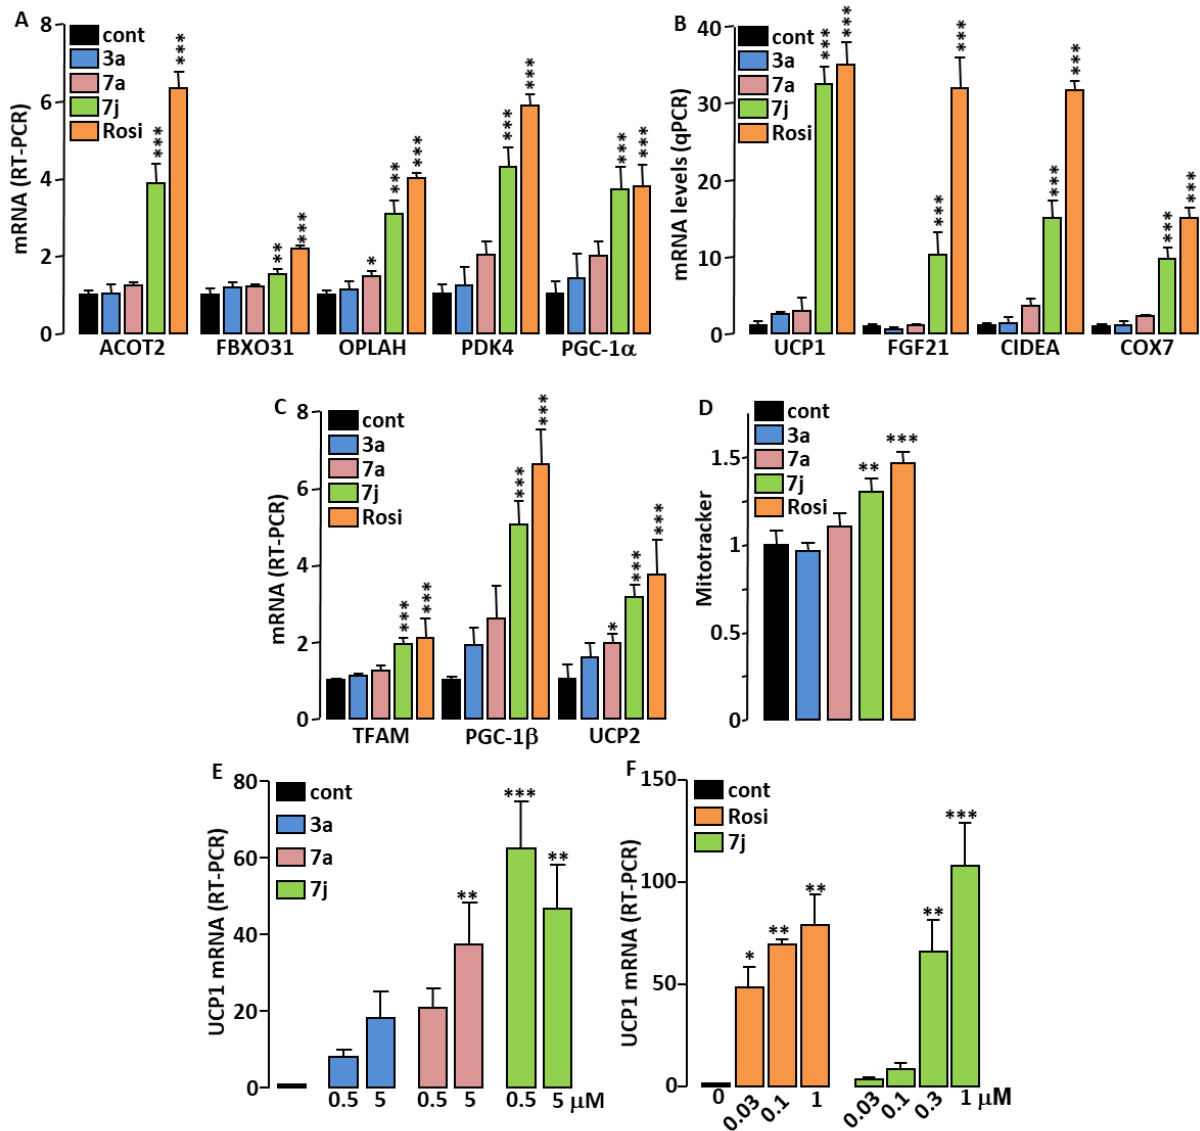 A
8
6
4
2
0
mRNA (RT-PCR)
cont
3a
7a
7j
Rosi
***
***
**
***
*
***
***
***
***
***
***
ACOT2 FBXO31 OPLAH PDK4 PGC-1α
B
40
30
20
10
0
mRNA levels (qPCR)
cont
3a
7a
7j
Rosi
***
***
***
***
***
***
***
***
UCP1 FGF21 CIDEA COX7
C
8
6
4
2
0
mRNA (RT-PCR)
cont
3a
7a
7j
Rosi
***
***
***
***
*
***
***
TFAM PGC-1β UCP2
D
1.5
1
0.5
0
Mitotracker
cont
3a
7a
7j
Rosi
**
***
E
80
60
40
20
0
UCP1 mRNA (RT-PCR)
cont
3a
7a
7j
**
***
**
0.5 5 0.5 5 0.5 5 μM
F
150
100
50
0
UCP1 mRNA (RT-PCR)
cont
Rosi
7j
*
**
**
**
***
0 0.03 0.1 1 0.03 0.1 0.3 1 μM